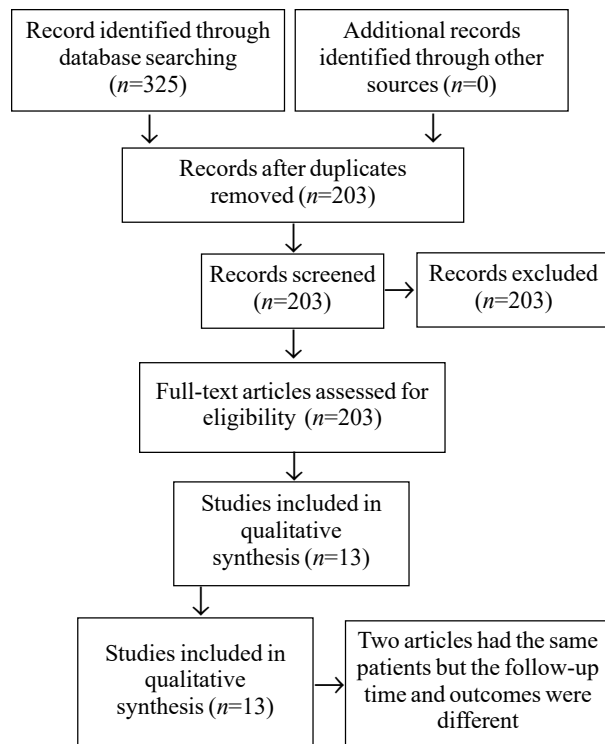 Record identified through
database searching
(n=325)
Additional records
identified through other
sources (n=0)
Records after duplicates
removed (n=203)
Records screened
(n=203)
Records excluded
(n=203)
Full-text articles assessed for
eligibility (n=203)
Studies included in
qualitative
synthesis (n=13)
Studies included in
qualitative
synthesis (n=13)
Two articles had the same
patients but the follow-up
time and outcomes were
different